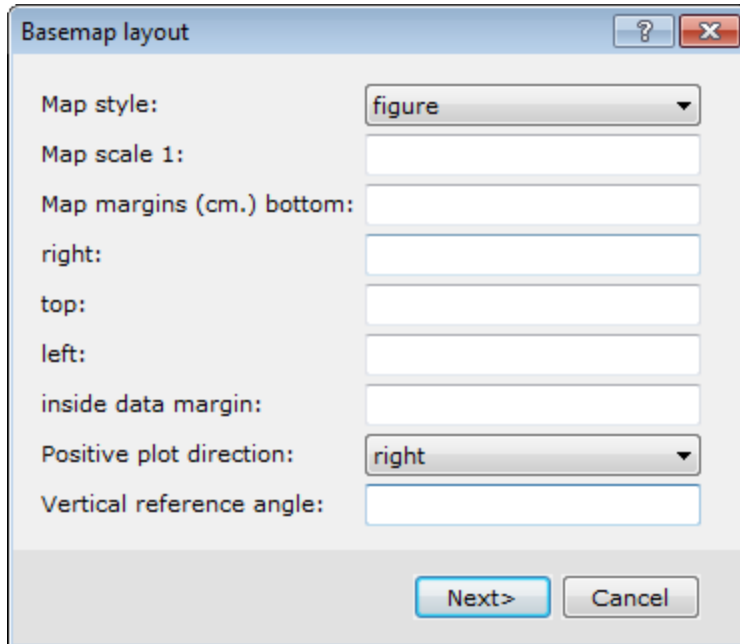 Basemap layout
Map style: figure
Map scale 1:
Map margins (cm.) bottom:
right:
top:
left:
inside data margin:
Positive plot direction: right
Vertical reference angle:
Next> Cancel